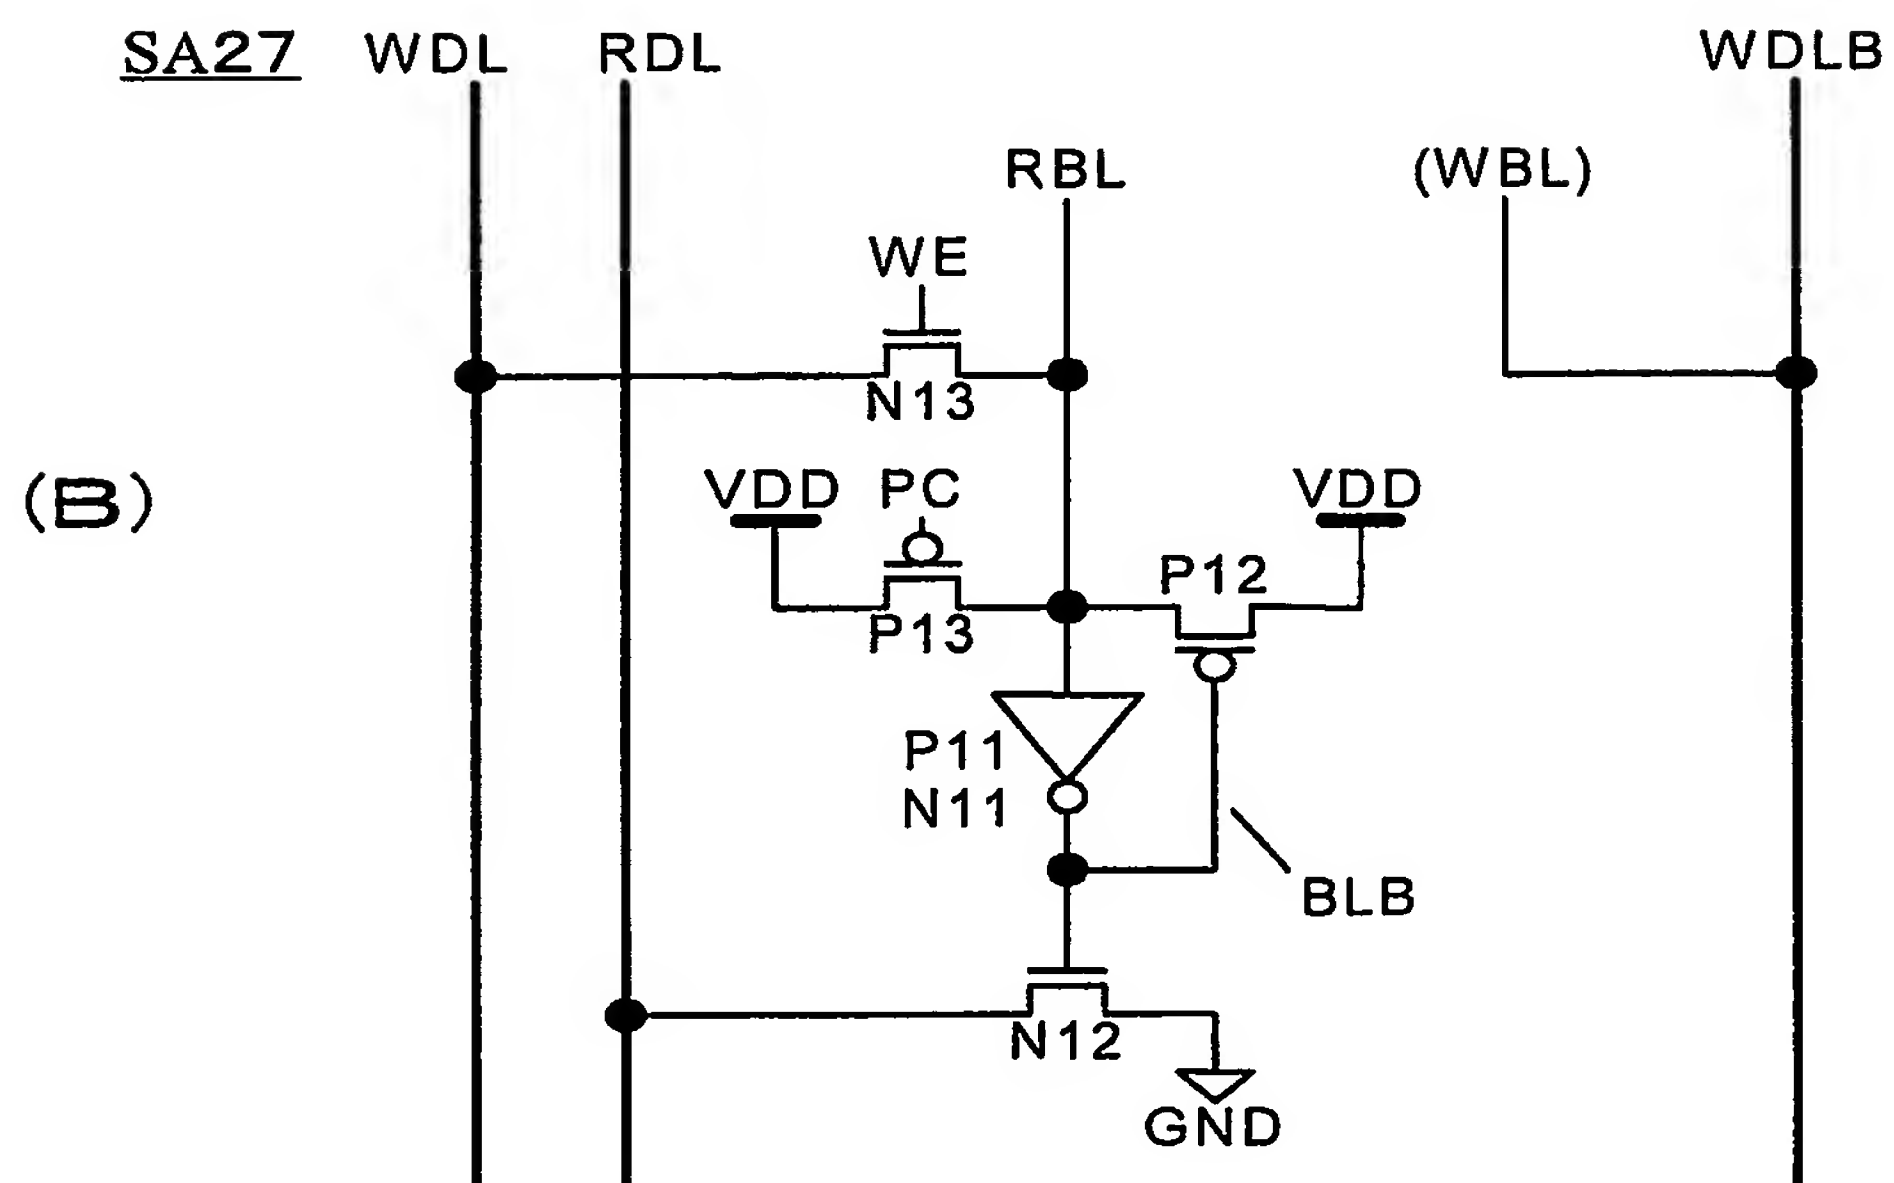 SA27 WDL RDL WDLB
RBL (WBL)
WE
N13
(B)
VDD PC VDD
P12
P13
P11
N11
BLB
N12
GND